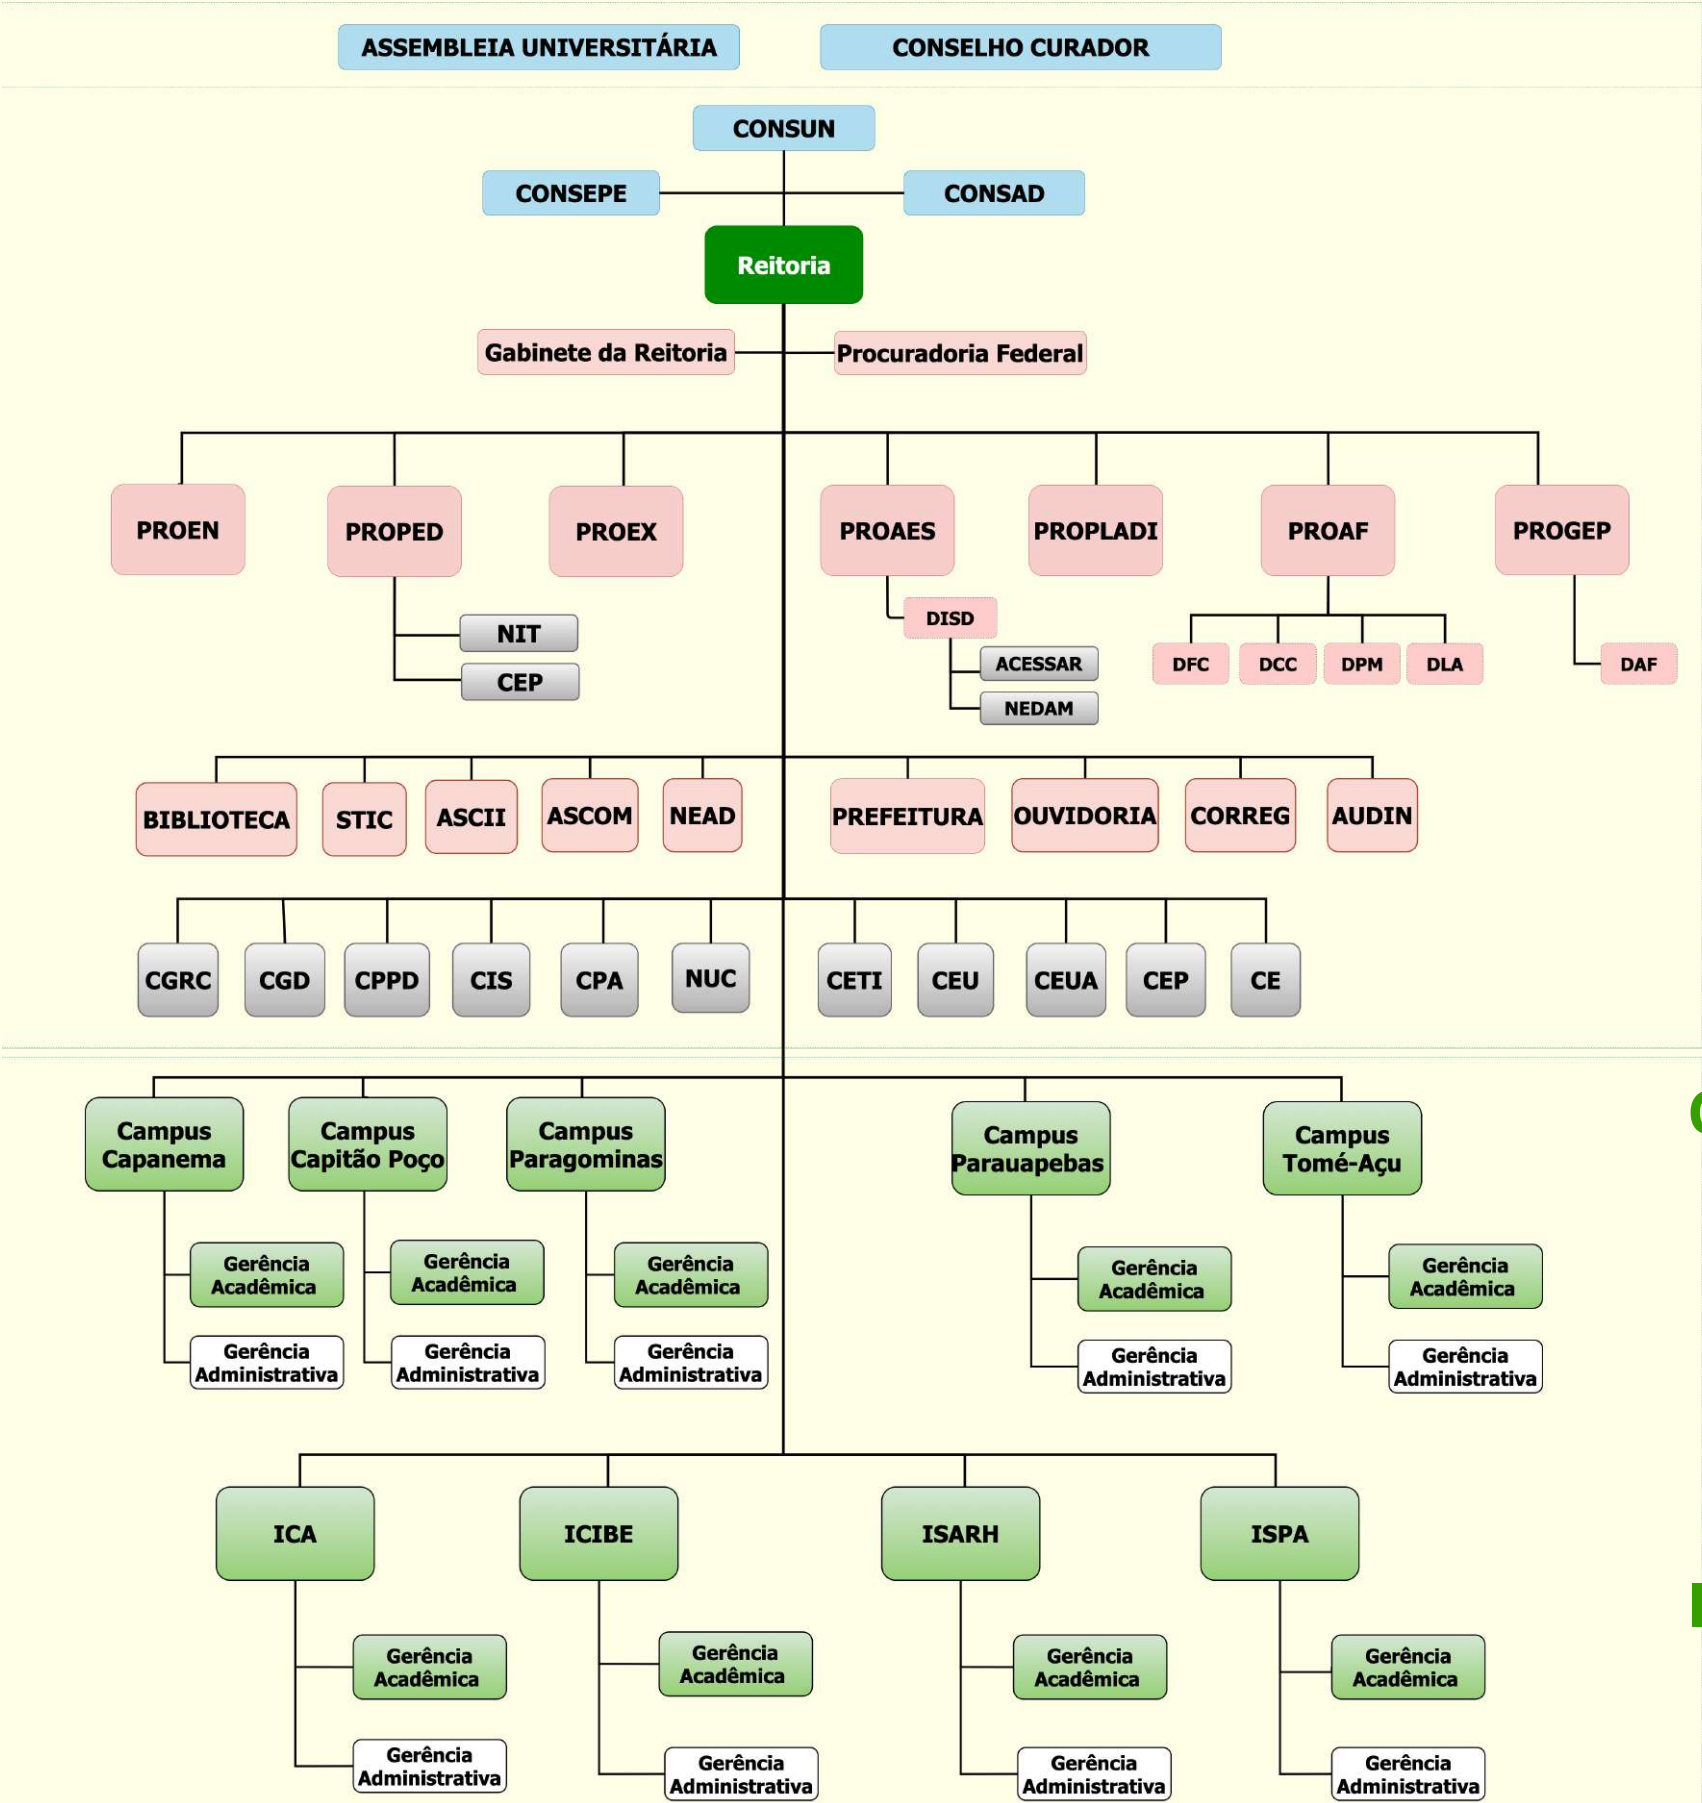 ASSEMBLEIA UNIVERSITÁRIA
CONSELHO CURADOR
CONSUN
CONSEPE
CONSAD
Reitoria
Gabinete da Reitoria
Procuradoria Federal
PROEN
PROPED
PROEX
PROAES
PROPLADI
PROAF
PROGEP
NIT
CEP
DISD
ACESSAR
NEDAM
DFC
DCC
DPM
DLA
DAF
BIBLIOTECA
STIC
ASCII
ASCOM
NEAD
PREFEITURA
OUVIDORIA
CORREG
AUDIN
CGRC
CGD
CPPD
CIS
CPA
NUC
CETI
CEU
CEUA
CEP
CE
Campus
Capanema
Campus
Capitão Poço
Campus
Paragominas
Campus
Parauapebas
Campus
Tomé-Açu
Gerência
Acadêmica
Gerência
Acadêmica
Gerência
Acadêmica
Gerência
Acadêmica
Gerência
Acadêmica
Gerência
Administrativa
Gerência
Administrativa
Gerência
Administrativa
Gerência
Administrativa
Gerência
Administrativa
ICA
ICIBE
ISARH
ISPA
Gerência
Acadêmica
Gerência
Acadêmica
Gerência
Acadêmica
Gerência
Acadêmica
Gerência
Administrativa
Gerência
Administrativa
Gerência
Administrativa
Gerência
Administrativa